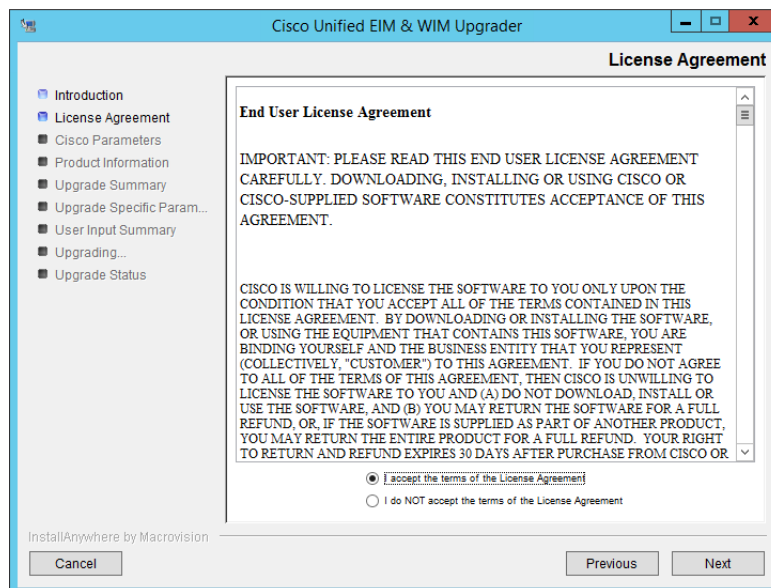 Cisco Unified EIM & WIM Upgrader
License Agreement
Introduction
License Agreement
Cisco Parameters
Product Information
Upgrade Summary
Upgrade Specific Param...
User Input Summary
Upgrading...
Upgrade Status
End User License Agreement
IMPORTANT: PLEASE READ THIS END USER LICENSE AGREEMENT
CAREFULLY. DOWNLOADING, INSTALLING OR USING CISCO OR
CISCO-SUPPLIED SOFTWARE CONSTITUTES ACCEPTANCE OF THIS
AGREEMENT.
CISCO IS WILLING TO LICENSE THE SOFTWARE TO YOU ONLY UPON THE
CONDITION THAT YOU ACCEPT ALL OF THE TERMS CONTAINED IN THIS
LICENSE AGREEMENT.  BY DOWNLOADING OR INSTALLING THE SOFTWARE,
OR USING THE EQUIPMENT THAT CONTAINS THIS SOFTWARE, YOU ARE
BINDING YOURSELF AND THE BUSINESS ENTITY THAT YOU REPRESENT
(COLLECTIVELY, "CUSTOMER") TO THIS AGREEMENT.  IF YOU DO NOT AGREE
TO ALL OF THE TERMS OF THIS AGREEMENT, THEN CISCO IS UNWILLING TO
LICENSE THE SOFTWARE TO YOU AND (A) DO NOT DOWNLOAD, INSTALL OR
USE THE SOFTWARE, AND (B) YOU MAY RETURN THE SOFTWARE FOR A FULL
REFUND, OR, IF THE SOFTWARE IS SUPPLIED AS PART OF ANOTHER PRODUCT,
YOU MAY RETURN THE ENTIRE PRODUCT FOR A FULL REFUND.  YOUR RIGHT
TO RETURN AND REFUND EXPIRES 30 DAYS AFTER PURCHASE FROM CISCO OR
I accept the terms of the License Agreement
I do NOT accept the terms of the License Agreement
InstallAnywhere by Macrovision
Cancel
Previous
Next